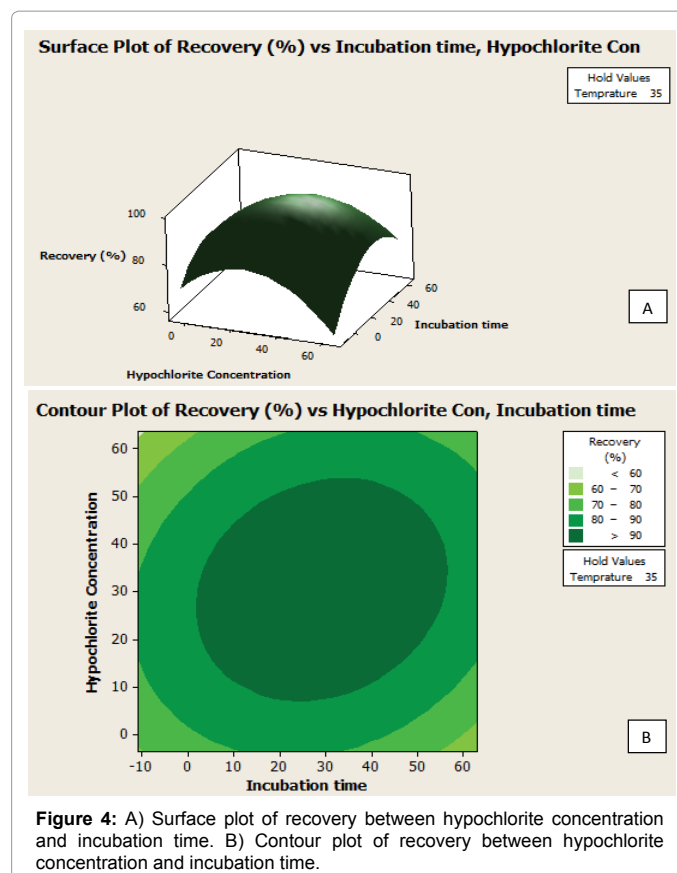 Surface Plot of Recovery (%) vs Incubation time, Hypochlorite Con
Hold Values
Temprature 35
100
80
60
Recovery (%)
0
20
40
60
Hypochlorite Concentration
0
20
40
60
Incubation time
A
Contour Plot of Recovery (%) vs Hypochlorite Con, Incubation time
60
50
40
30
20
10
0
Hypochlorite Concentration
-10 0 10 20 30 40 50 60
Incubation time
Recovery
(%)
< 60
60 – 70
70 – 80
80 – 90
> 90
Hold Values
Temprature 35
B
Figure 4: A) Surface plot of recovery between hypochlorite concentration
and incubation time. B) Contour plot of recovery between hypochlorite
concentration and incubation time.